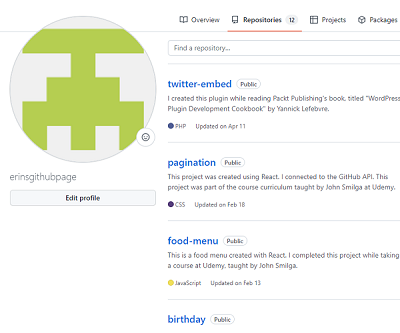 Overview
Repositories 12
Projects
Packages
Find a repository...
twitter-embed Public
I created this plugin while reading Packt Publishing's book, titled "WordPress
Plugin Development Cookbook" by Yannick Lefebvre.
PHP Updated on Apr 11
erinsgithubpage
Edit profile
pagination Public
This project was created using React. I connected to the GitHub API. This
project was part of the course curriculum taught by John Smilga at Udemy.
CSS Updated on Feb 18
food-menu Public
This is a food menu created with React. I completed this project while taking
a course at Udemy, taught by John Smilga.
JavaScript Updated on Feb 13
birthday Public